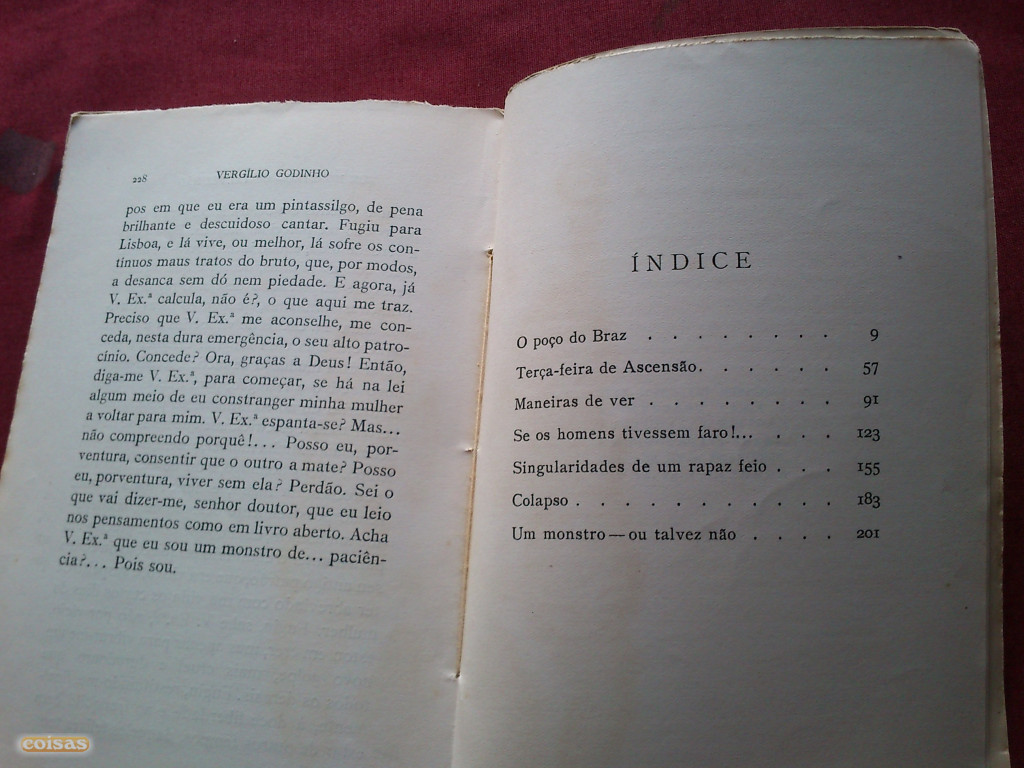 228 VERGÍLIO GODINHO
pos em que eu era um pintassilgo, de pena
brilhante e descuidoso cantar. Fugiu para
Lisboa, e lá vive, ou melhor, lá sofre os con-
tínuos maus tratos do bruto, que, por modos,
a desanca sem dó nem piedade. E agora, já
V. Ex.ª calcula, não é?, o que aqui me traz.
Preciso que V. Ex.ª me aconselhe, me con-
ceda, nesta dura emergência, o seu alto patro-
cínio. Concede? Ora, graças a Deus! Então,
diga-me V. Ex.ª, para começar, se há na lei
algum meio de eu constranger minha mulher
a voltar para mim. V. Ex.ª espanta-se? Mas...
não compreendo porquê!... Posso eu, por-
ventura, consentir que o outro a mate? Posso
eu, porventura, viver sem ela? Perdão. Sei o
que vai dizer-me, senhor doutor, que eu leio
nos pensamentos como em livro aberto. Acha
V. Ex.ª que eu sou um monstro de... paciên-
cia?... Pois sou.
ÍNDICE
O poço do Braz . . . . . . . . 9
Terça-feira de Ascensão. . . . . . 57
Maneiras de ver . . . . . . . 91
Se os homens tivessem faro!... . . . 123
Singularidades de um rapaz feio . . . 155
Colapso . . . . . . . . . . 183
Um monstro — ou talvez não . . . . 201
coisas